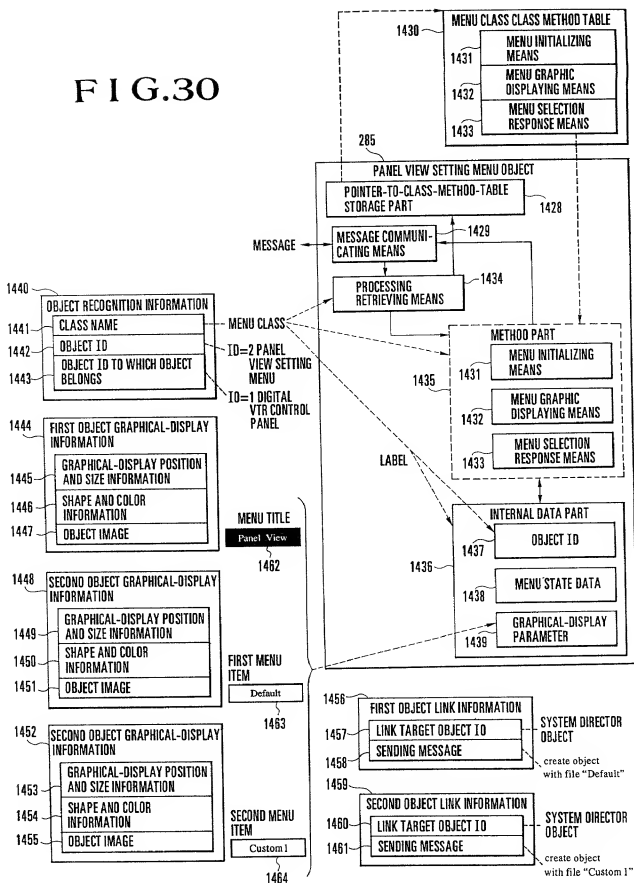 FIG.30
1430
MENU CLASS CLASS METHOD TABLE
1431
MENU INITIALIZING
MEANS
1432
MENU GRAPHIC
DISPLAYING MEANS
1433
MENU SELECTION
RESPONSE MEANS
285
PANEL VIEW SETTING MENU OBJECT
POINTER-TO-CLASS-METHOD-TABLE
STORAGE PART
1428
MESSAGE
MESSAGE COMMUNI-
CATING MEANS
1429
PROCESSING
RETRIEVING MEANS
1434
1440
OBJECT RECOGNITION INFORMATION
1441
CLASS NAME
MENU CLASS
1442
OBJECT ID
ID=2 PANEL
VIEW SETTING
MENU
1443
OBJECT ID TO WHICH OBJECT
BELONGS
ID=1 DIGITAL
VTR CONTROL
PANEL
METHOD PART
1431
MENU INITIALIZING
MEANS
1435
1432
MENU GRAPHIC
DISPLAYING MEANS
1433
MENU SELECTION
RESPONSE MEANS
LABEL
1444
FIRST OBJECT GRAPHICAL-DISPLAY
INFORMATION
1445
GRAPHICAL-DISPLAY POSITION
AND SIZE INFORMATION
1446
SHAPE AND COLOR
INFORMATION
1447
OBJECT IMAGE
MENU TITLE
Panel View
1462
INTERNAL DATA PART
1436
1437
OBJECT ID
1438
MENU STATE DATA
1439
GRAPHICAL-DISPLAY
PARAMETER
1448
SECOND OBJECT GRAPHICAL-DISPLAY
INFORMATION
1449
GRAPHICAL-DISPLAY POSITION
AND SIZE INFORMATION
1450
SHAPE AND COLOR
INFORMATION
1451
OBJECT IMAGE
FIRST MENU
ITEM
Default
1463
1452
SECOND OBJECT GRAPHICAL-DISPLAY
INFORMATION
1453
GRAPHICAL-DISPLAY POSITION
AND SIZE INFORMATION
1454
SHAPE AND COLOR
INFORMATION
1455
OBJECT IMAGE
SECOND MENU
ITEM
Custom1
1464
1456
FIRST OBJECT LINK INFORMATION
1457
LINK TARGET OBJECT ID
SYSTEM DIRECTOR
OBJECT
1458
SENDING MESSAGE
create object
with file "Default"
1459
SECOND OBJECT LINK INFORMATION
1460
LINK TARGET OBJECT ID
SYSTEM DIRECTOR
OBJECT
1461
SENDING MESSAGE
create object
with file "Custom 1"